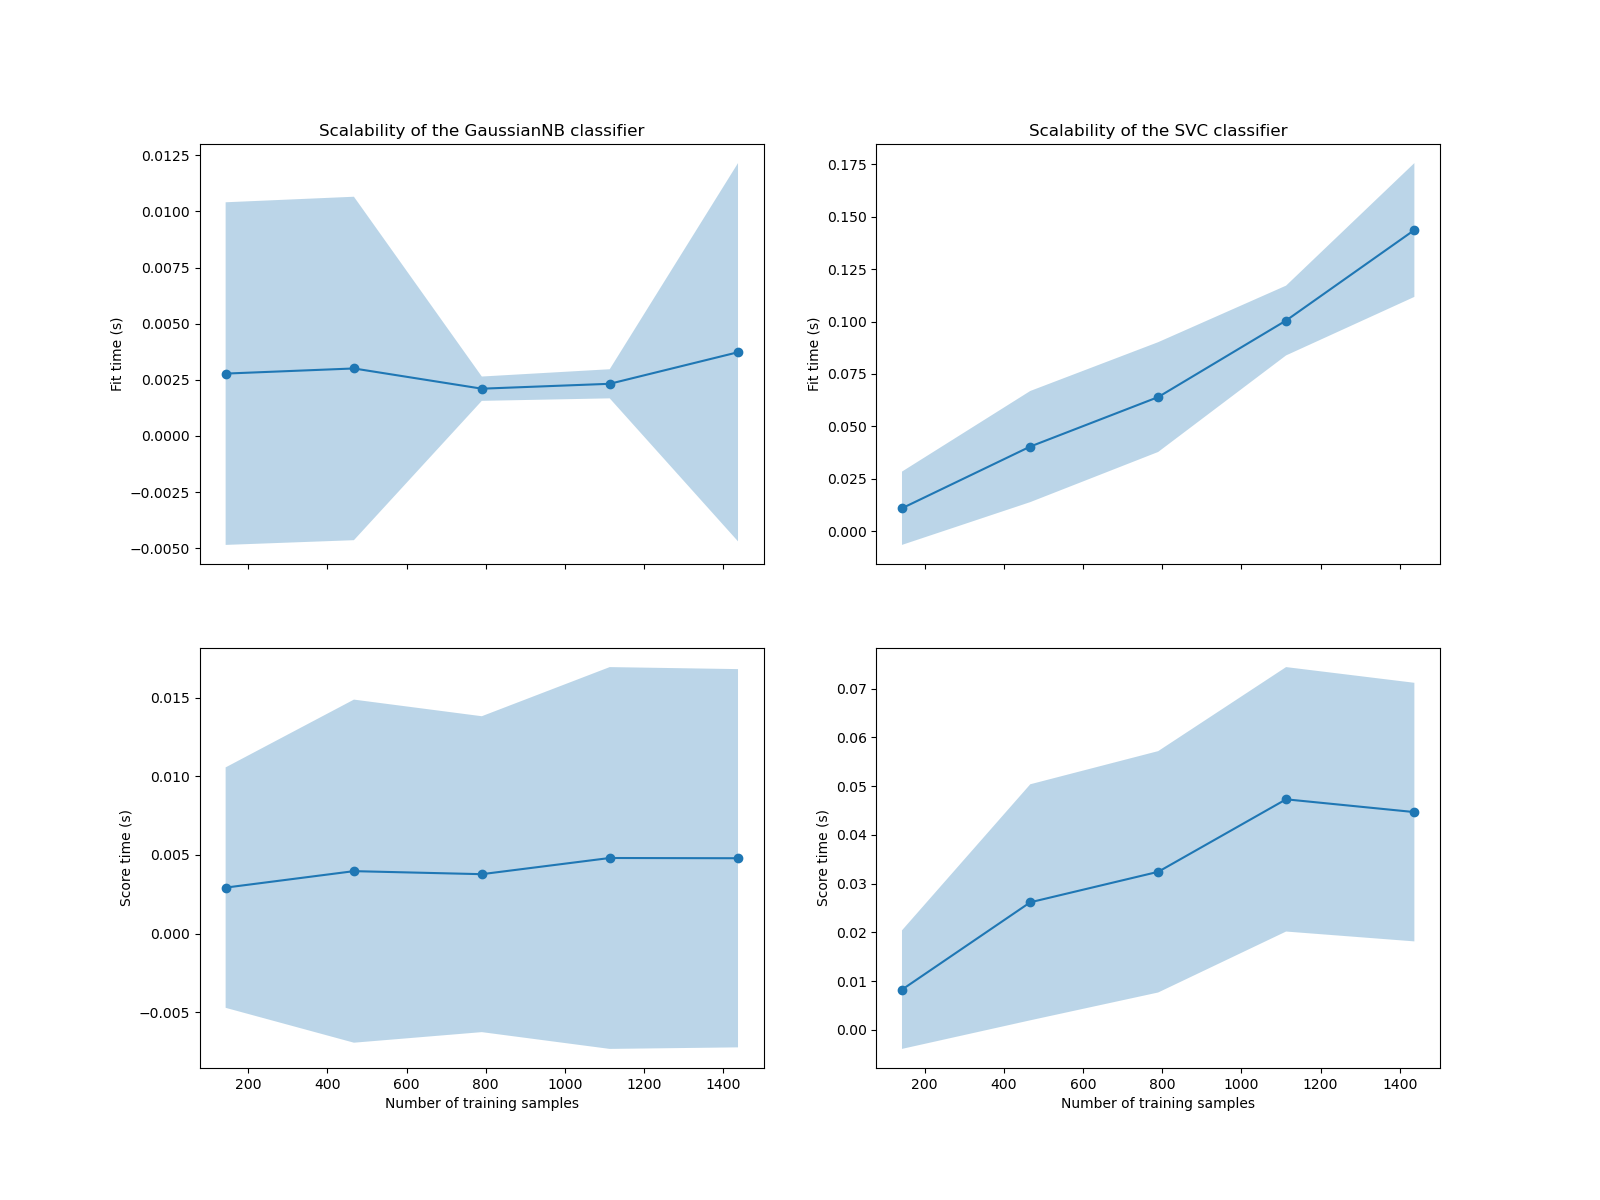 Scalability of the GaussianNB classifier
0.0125
0.0100
0.0075
0.0050
0.0025
0.0000
−0.0025
−0.0050
Fit time (s)
Scalability of the SVC classifier
0.175
0.150
0.125
0.100
0.075
0.050
0.025
0.000
Fit time (s)
0.015
0.010
0.005
0.000
−0.005
Score time (s)
200 400 600 800 1000 1200 1400
Number of training samples
0.07
0.06
0.05
0.04
0.03
0.02
0.01
0.00
Score time (s)
200 400 600 800 1000 1200 1400
Number of training samples